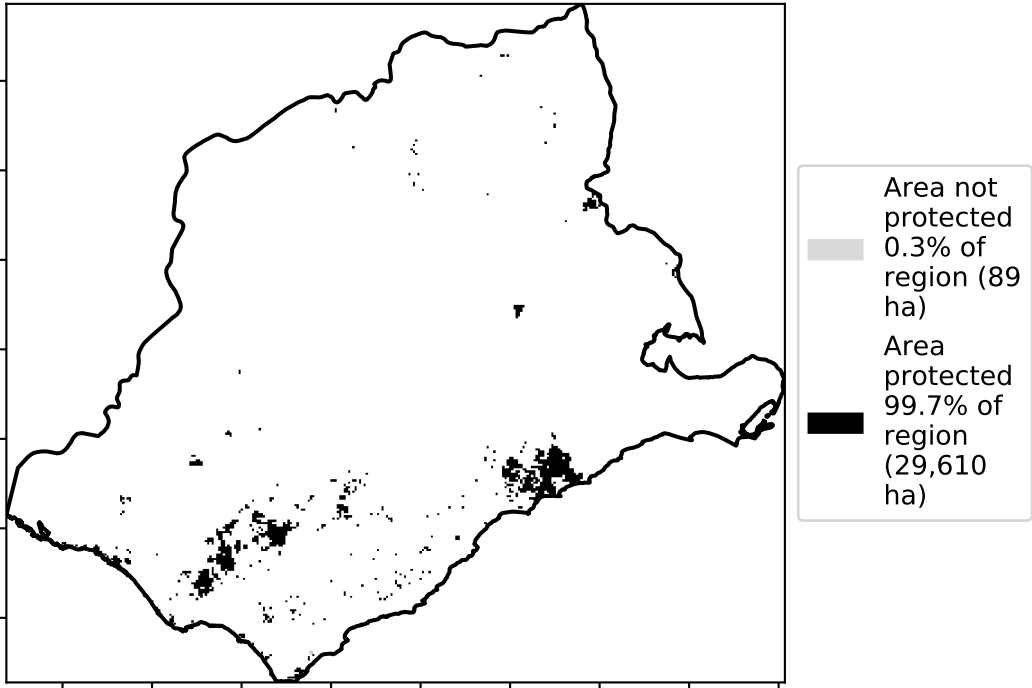 Area not
protected
0.3% of
region (89
ha)
Area
protected
99.7% of
region
(29,610
ha)